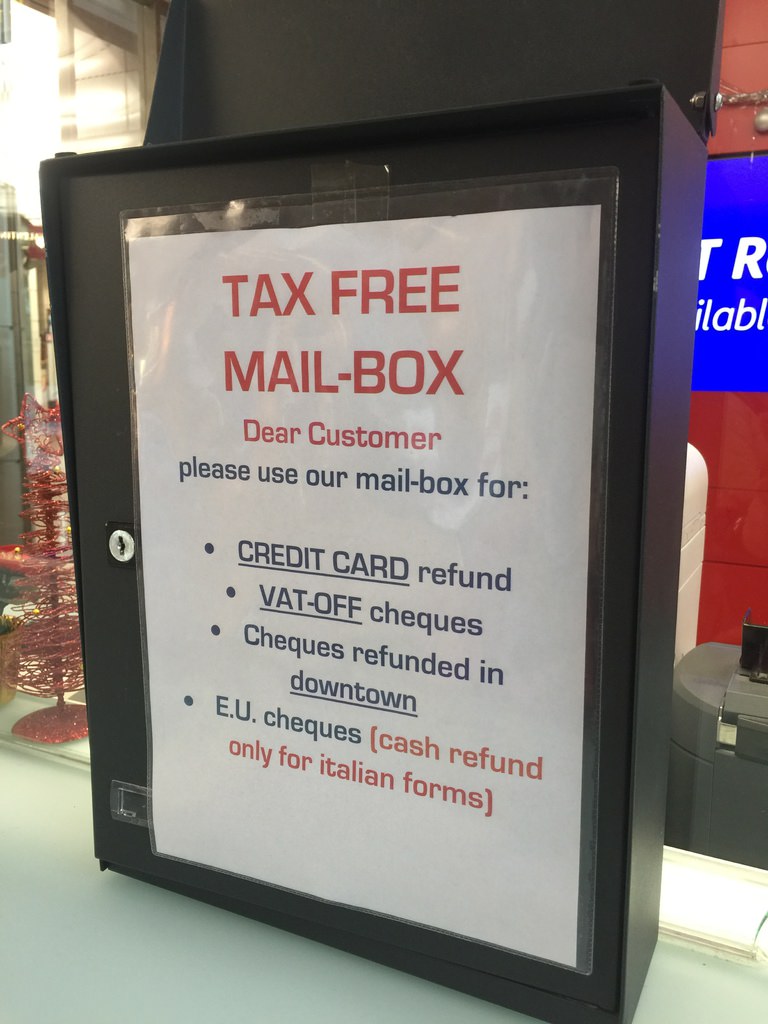 TAX FREE
MAIL-BOX
Dear Customer
please use our mail-box for:
• CREDIT CARD refund
• VAT-OFF cheques
• Cheques refunded in
downtown
• E.U. cheques (cash refund
only for italian forms)